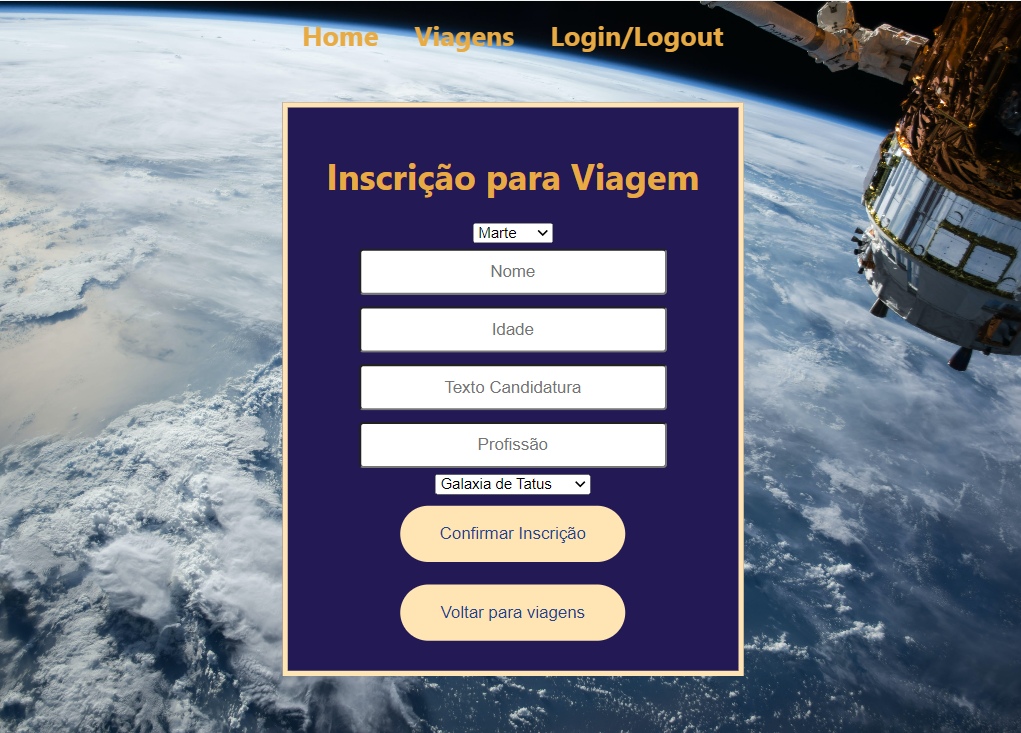 Home Viagens Login/Logout
Inscrição para Viagem
Marte
Nome
Idade
Texto Candidatura
Profissão
Galaxia de Tatus
Confirmar Inscrição
Voltar para viagens